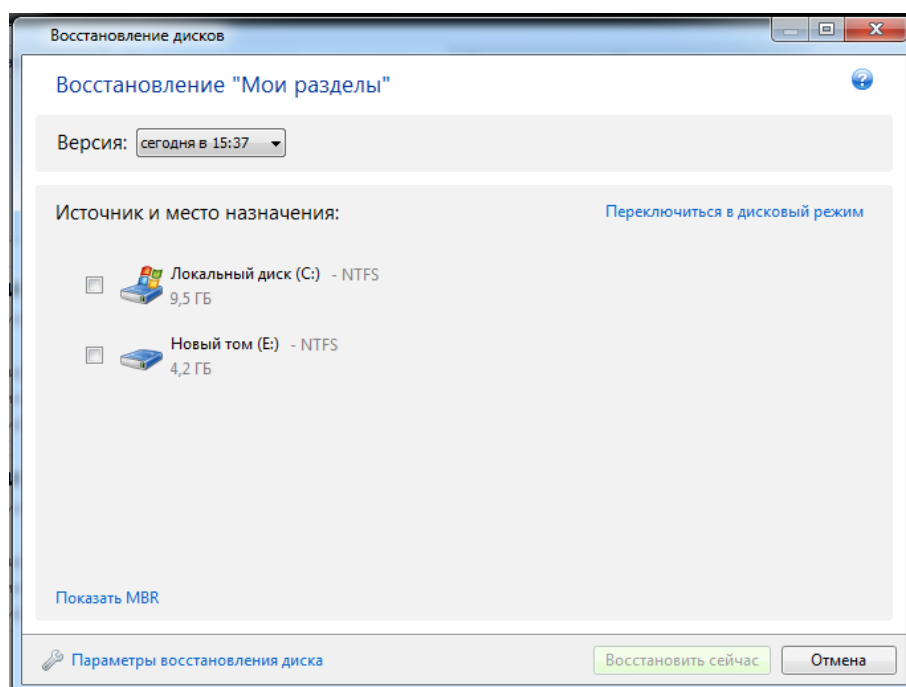 Восстановление дисков
Восстановление "Мои разделы"
Версия: сегодня в 15:37
Источник и место назначения: Переключиться в дисковый режим
Локальный диск (C:) - NTFS
9,5 ГБ
Новый том (E:) - NTFS
4,2 ГБ
Показать MBR
Параметры восстановления диска Восстановить сейчас Отмена